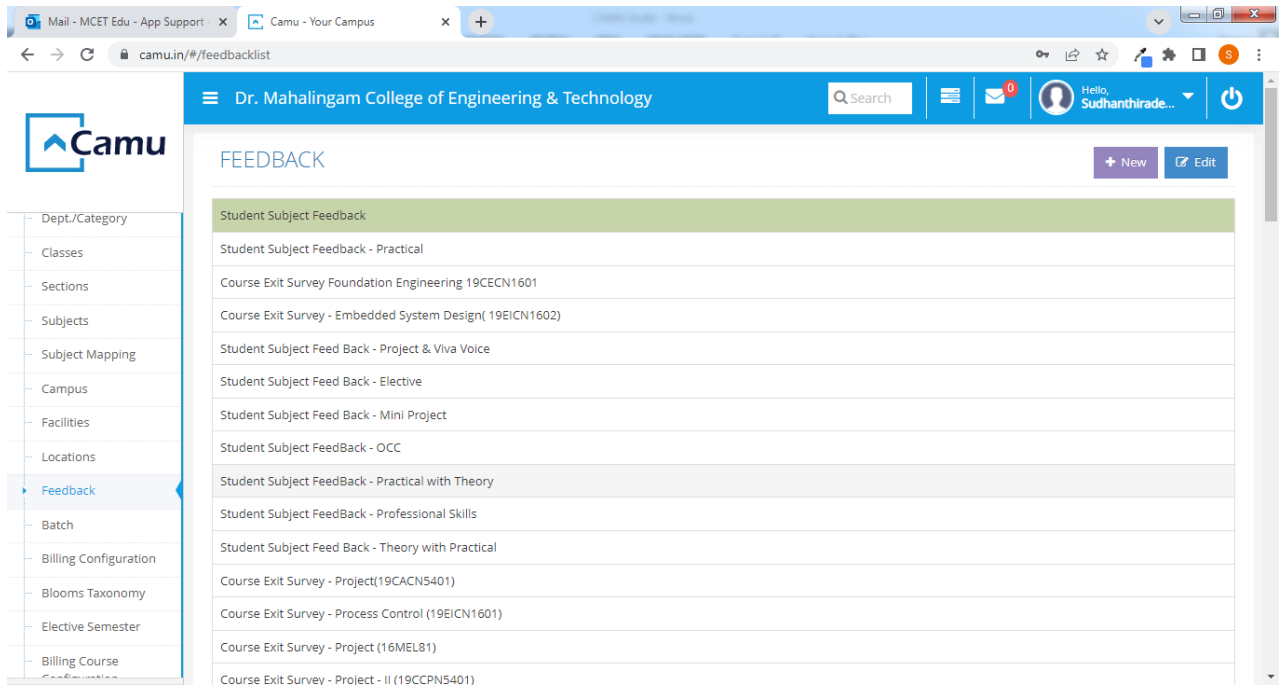 Mail - MCET Edu - App Support -
Camu - Your Campus
camu.in/#/feedbacklist
S
Camu
Dr. Mahalingam College of Engineering & Technology
Search
0
Hello,
Sudhanthirade...
FEEDBACK
New
Edit
Dept./Category
Classes
Sections
Subjects
Subject Mapping
Campus
Facilities
Locations
Feedback
Batch
Billing Configuration
Blooms Taxonomy
Elective Semester
Billing Course
Configuration
Student Subject Feedback
Student Subject Feedback - Practical
Course Exit Survey Foundation Engineering 19CECN1601
Course Exit Survey - Embedded System Design( 19EICN1602)
Student Subject Feed Back - Project & Viva Voice
Student Subject Feed Back - Elective
Student Subject Feed Back - Mini Project
Student Subject FeedBack - OCC
Student Subject FeedBack - Practical with Theory
Student Subject FeedBack - Professional Skills
Student Subject Feed Back - Theory with Practical
Course Exit Survey - Project(19CACN5401)
Course Exit Survey - Process Control (19EICN1601)
Course Exit Survey - Project (16MEL81)
Course Exit Survey - Project - II (19CCPN5401)